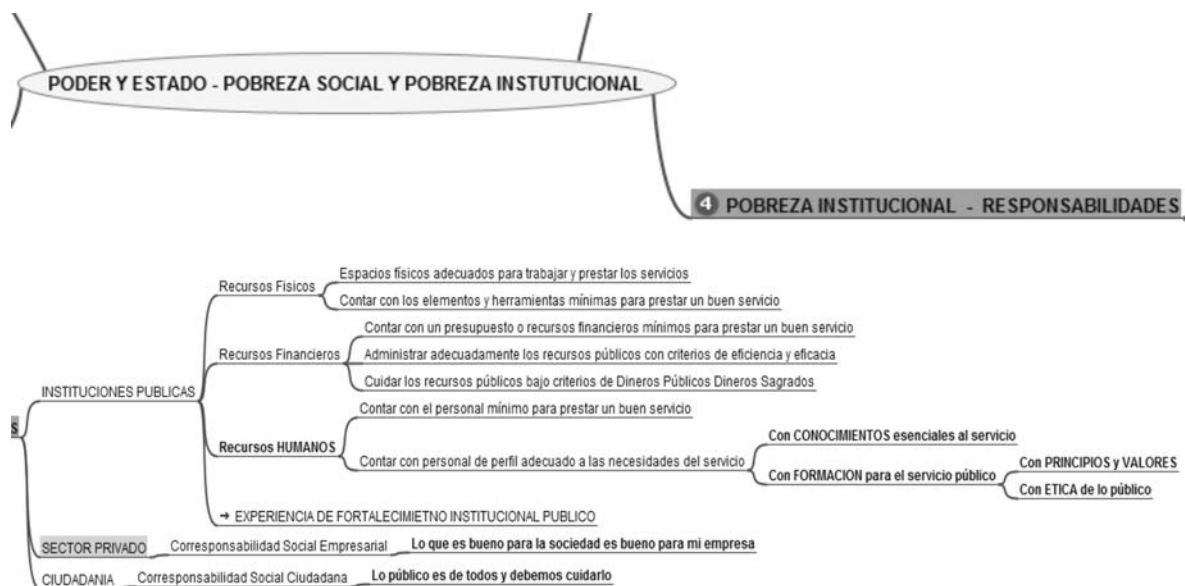 PODER Y ESTADO - POBREZA SOCIAL Y POBREZA INSTUTUCIONAL
4 POBREZA INSTITUCIONAL - RESPONSABILIDADES
S
INSTITUCIONES PUBLICAS
Recursos Fisicos
Espacios físicos adecuados para trabajar y prestar los servicios
Contar con los elementos y herramientas mínimas para prestar un buen servicio
Recursos Financieros
Contar con un presupuesto o recursos financieros mínimos para prestar un buen servicio
Administrar adecuadamente los recursos públicos con criterios de eficiencia y eficacia
Cuidar los recursos públicos bajo criterios de Dineros Públicos Dineros Sagrados
Recursos HUMANOS
Contar con el personal mínimo para prestar un buen servicio
Contar con personal de perfil adecuado a las necesidades del servicio
Con CONOCIMIENTOS esenciales al servicio
Con FORMACION para el servicio público
Con PRINCIPIOS y VALORES
Con ETICA de lo público
→ EXPERIENCIA DE FORTALECIMIETNO INSTITUCIONAL PUBLICO
SECTOR PRIVADO
Corresponsabilidad Social Empresarial
Lo que es bueno para la sociedad es bueno para mi empresa
CIUDADANIA
Corresponsabilidad Social Ciudadana
Lo público es de todos y debemos cuidarlo